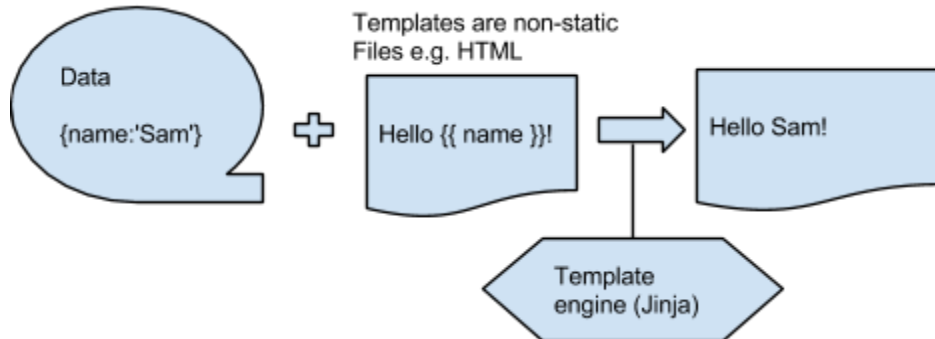 Templates are non-static
Files e.g. HTML
Data
{name:'Sam'}
Hello {{ name }}!
Hello Sam!
Template
engine (Jinja)